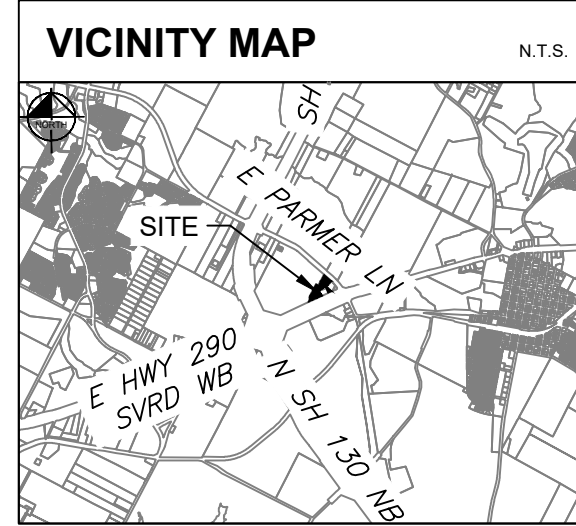 VICINITY MAP
N.T.S.
NORTH
SH
E PARMER LN
SITE
E HWY 290
SVRD WB
N SH 130 NB